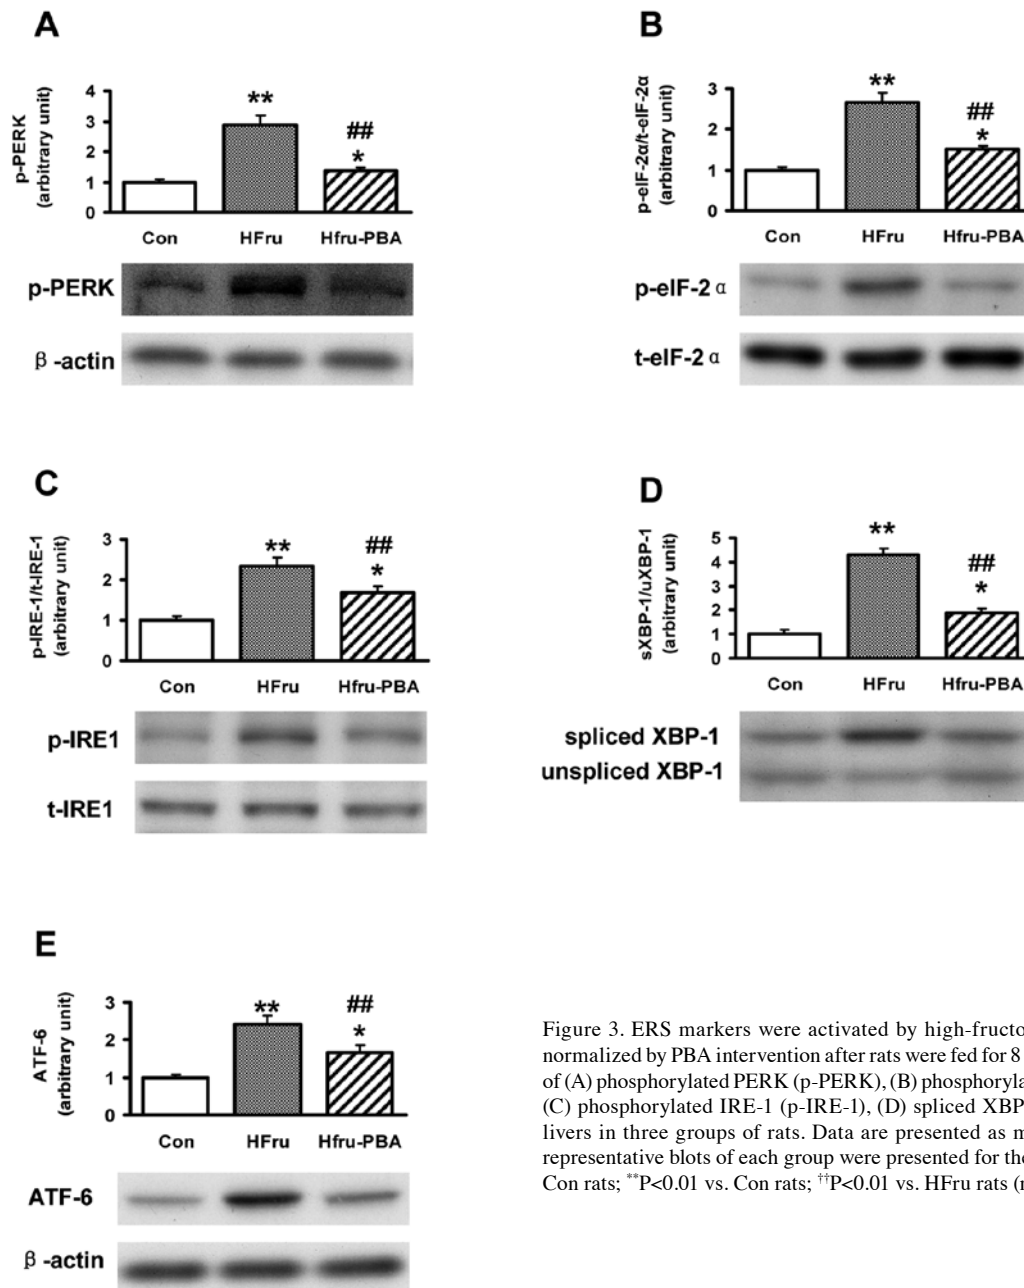 A
p-PERK
(arbitrary unit)
4
3
2
1
0
**
##
*
Con HFru Hfru-PBA
p-PERK
β-actin
B
p-eIF-2α/t-eIF-2α
(arbitrary unit)
3
2
1
0
**
##
*
Con HFru Hfru-PBA
p-eIF-2α
t-eIF-2α
C
p-IRE-1/t-IRE-1
(arbitrary unit)
3
2
1
0
**
##
*
Con HFru Hfru-PBA
p-IRE1
t-IRE1
D
sXBP-1/uXBP-1
(arbitrary unit)
5
4
3
2
1
0
**
##
*
Con HFru Hfru-PBA
spliced XBP-1
unspliced XBP-1
E
ATF-6
(arbitrary unit)
3
2
1
0
**
##
*
Con HFru Hfru-PBA
ATF-6
β-actin
Figure 3. ERS markers were activated by high-fructo
normalized by PBA intervention after rats were fed for 8
of (A) phosphorylated PERK (p-PERK), (B) phosphoryla
(C) phosphorylated IRE-1 (p-IRE-1), (D) spliced XBP
livers in three groups of rats. Data are presented as m
representative blots of each group were presented for the
Con rats; **P<0.01 vs. Con rats; ††P<0.01 vs. HFru rats (